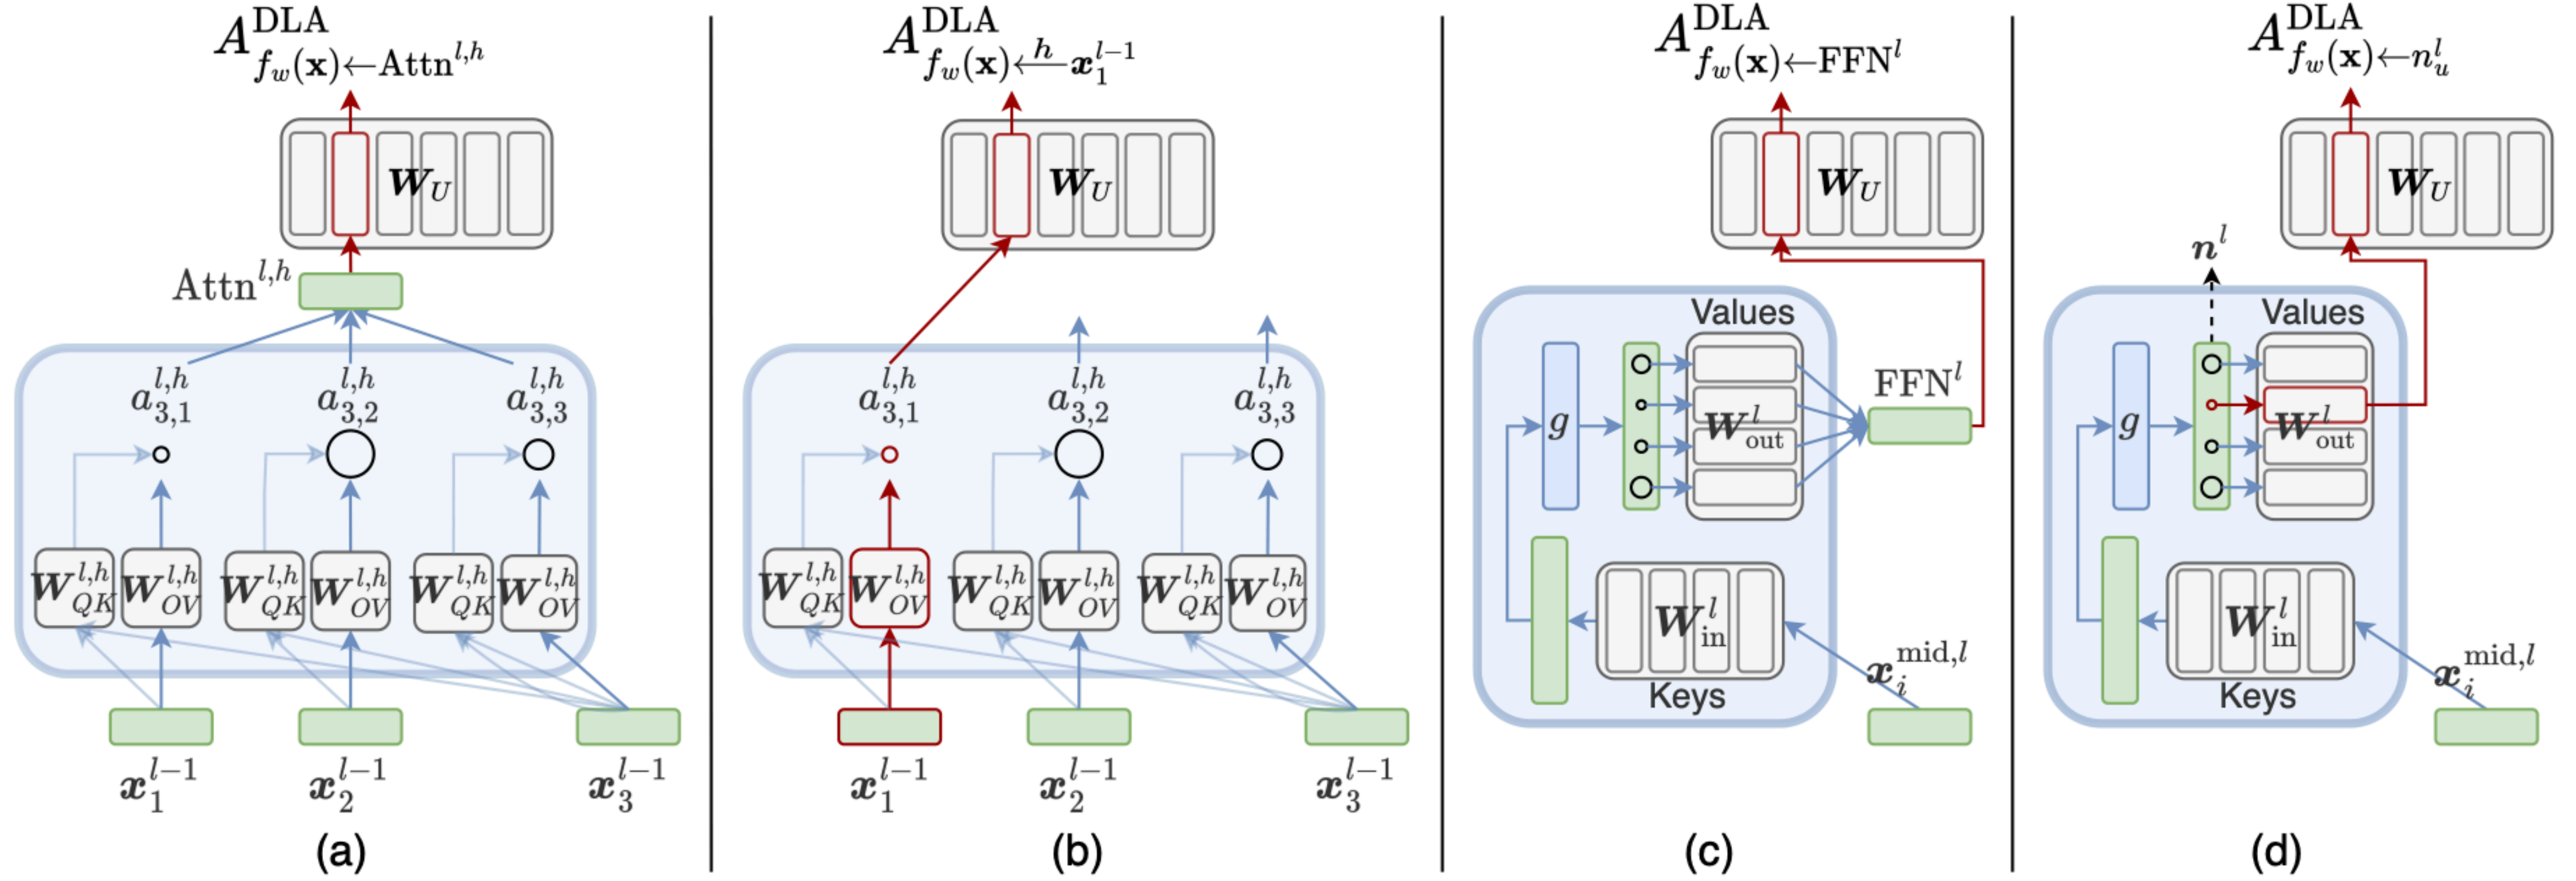 A^DLA_{f_w(x)←Attn^{l,h}}
W_U
Attn^{l,h}
a^{l,h}_{3,1} a^{l,h}_{3,2} a^{l,h}_{3,3}
W^{l,h}_{QK} W^{l,h}_{OV} W^{l,h}_{QK} W^{l,h}_{OV} W^{l,h}_{QK} W^{l,h}_{OV}
x^{l-1}_1 x^{l-1}_2 x^{l-1}_3
(a)
A^DLA_{f_w(x)←^h x^{l-1}_1}
W_U
a^{l,h}_{3,1} a^{l,h}_{3,2} a^{l,h}_{3,3}
W^{l,h}_{QK} W^{l,h}_{OV} W^{l,h}_{QK} W^{l,h}_{OV} W^{l,h}_{QK} W^{l,h}_{OV}
x^{l-1}_1 x^{l-1}_2 x^{l-1}_3
(b)
A^DLA_{f_w(x)←FFN^l}
W_U
Values
FFN^l
g W^l_out
W^l_in
x^{mid,l}_i
Keys
(c)
A^DLA_{f_w(x)←n^l_u}
W_U
n^l
Values
g W^l_out
W^l_in
x^{mid,l}_i
Keys
(d)